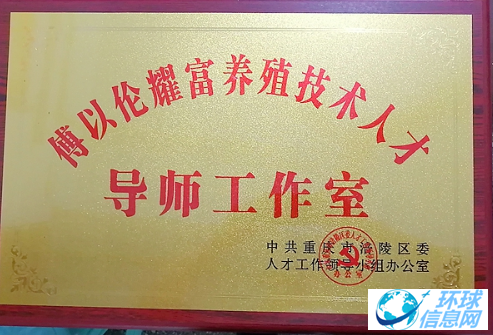 傅以伦耀富养殖技术人才
导师工作室
中共重庆市涪陵区委
人才工作领导小组办公室
环球
信息网